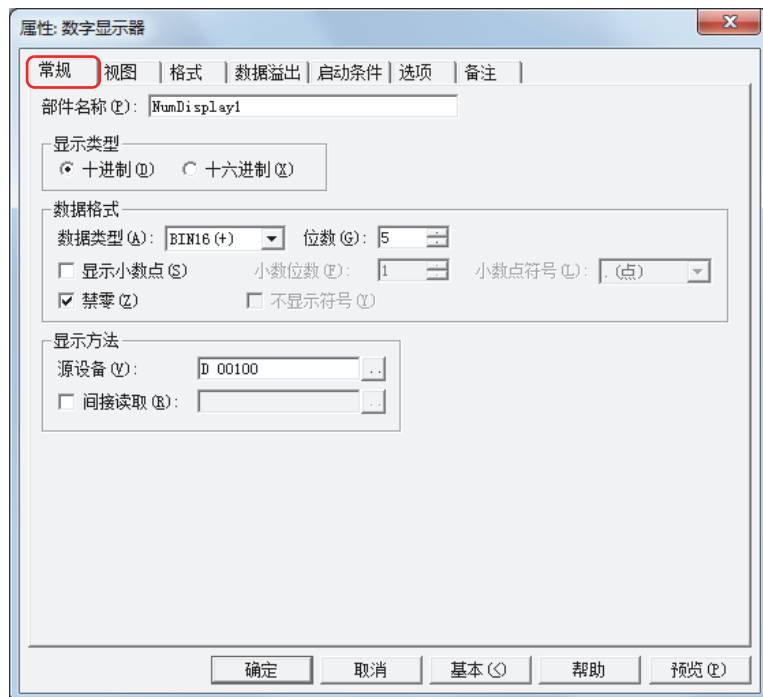 属性: 数字显示器
常规 视图 格式 数据溢出 启动条件 选项 备注
部件名称(P): NumDisplay1
显示类型
十进制(D) 十六进制(X)
数据格式
数据类型(A): BIN16(+) 位数(G): 5
显示小数点(S) 小数位数(F): 1 小数点符号(L): .(点)
禁零(Z) 不显示符号(Y)
显示方法
源设备(V): D 00100 ..
间接读取(R): ..
确定 取消 基本(<) 帮助 预览(P)